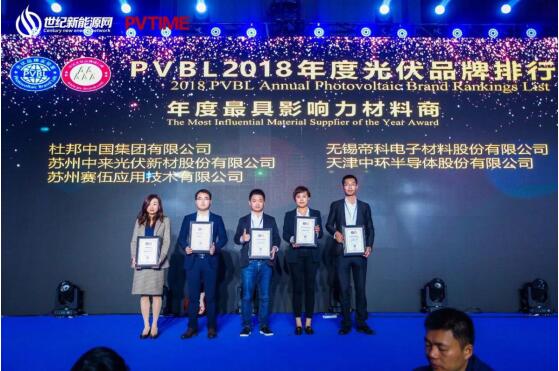 世纪新能源网 PVTIME
Century new energy network
PVBL2018年度光伏品牌排行
2018 PVBL Annual Photovoltaic Brand Rankings List
年度最具影响力材料商
The Most Influential Material Supplier of the Year Award
杜邦中国集团有限公司 无锡帝科电子材料股份有限公司
苏州中来光伏新材股份有限公司 天津中环半导体股份有限公司
苏州赛伍应用技术有限公司
PVBL